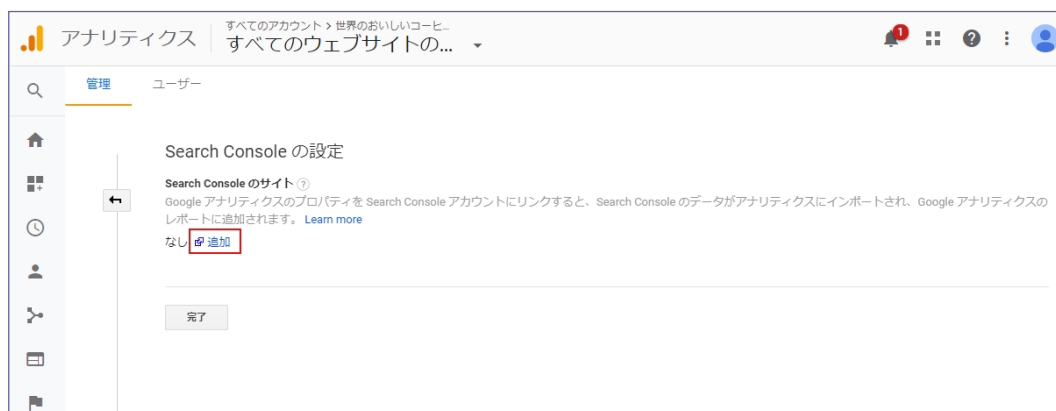 アナリティクス
すべてのアカウント > 世界のおいしいコーヒ...
すべてのウェブサイトの...
1
管理 ユーザー
Search Console の設定
Search Console のサイト ?
Google アナリティクスのプロパティを Search Console アカウントにリンクすると、Search Console のデータがアナリティクスにインポートされ、Google アナリティクスの
レポートに追加されます。 Learn more
なし 追加
完了